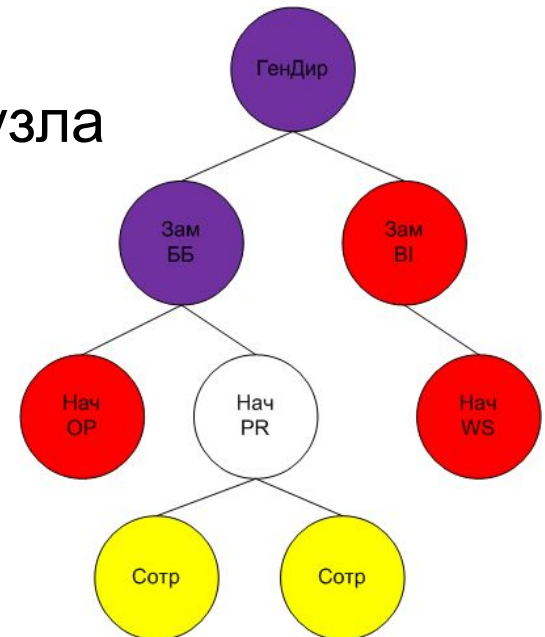 ГенДир
узла
Зам
ББ
Зам
BI
Нач
OP
Нач
PR
Нач
WS
Сотр
Сотр